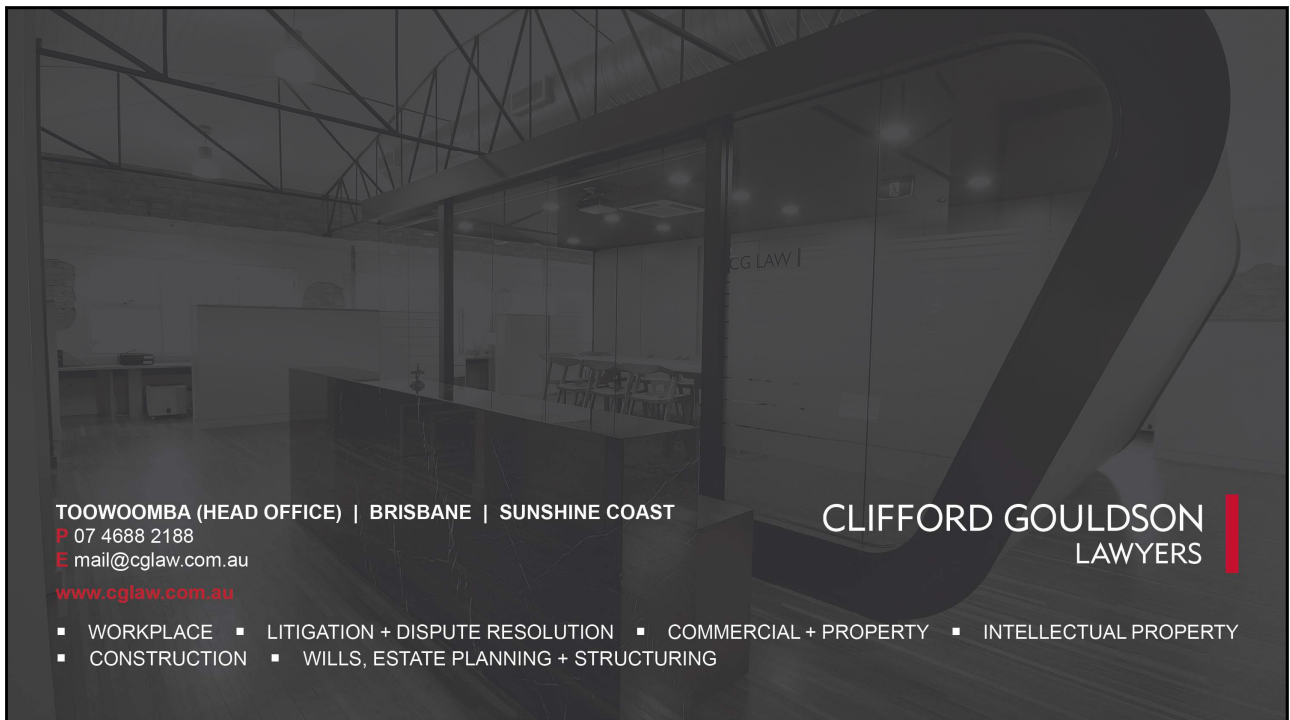 CG LAW |
TOOWOOMBA (HEAD OFFICE) | BRISBANE | SUNSHINE COAST
P 07 4688 2188
E mail@cglaw.com.au
www.cglaw.com.au
CLIFFORD GOULDSON
LAWYERS
▪ WORKPLACE ▪ LITIGATION + DISPUTE RESOLUTION ▪ COMMERCIAL + PROPERTY ▪ INTELLECTUAL PROPERTY
▪ CONSTRUCTION ▪ WILLS, ESTATE PLANNING + STRUCTURING